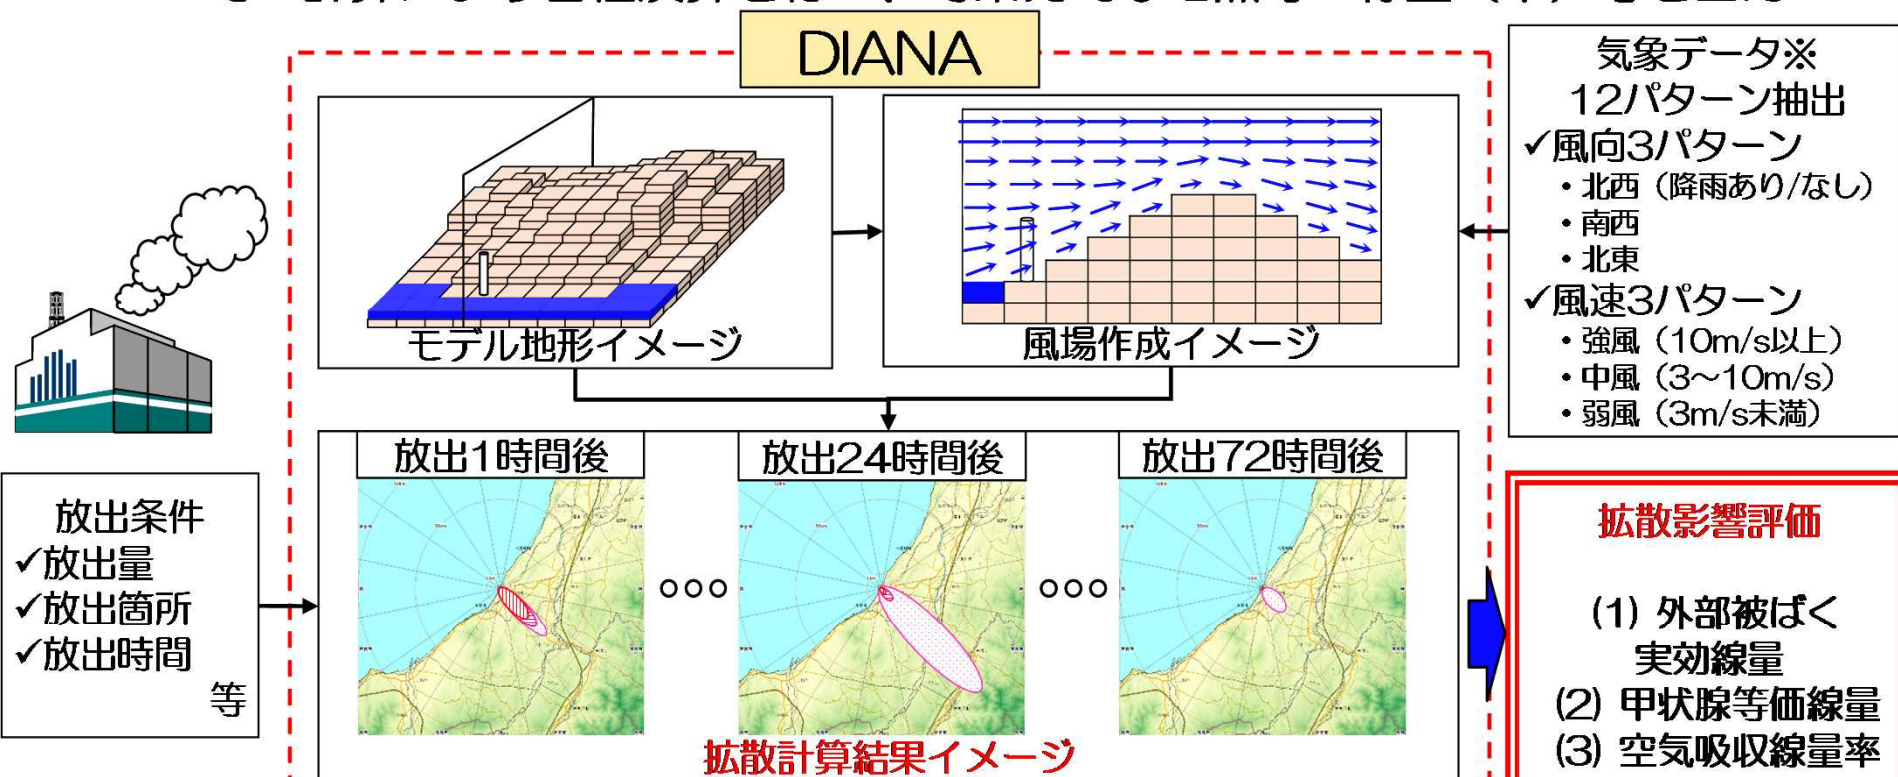 DIANA
気象データ※
12パターン抽出
✓風向3パターン
・北西（降雨あり/なし）
・南西
・北東
✓風速3パターン
・強風（10m/s以上）
・中風（3～10m/s）
・弱風（3m/s未満）
モデル地形イメージ
風場作成イメージ
放出条件
✓放出量
✓放出箇所
✓放出時間
等
放出1時間後
放出24時間後
放出72時間後
拡散計算結果イメージ
拡散影響評価
(1) 外部被ばく
実効線量
(2) 甲状腺等価線量
(3) 空気吸収線量率